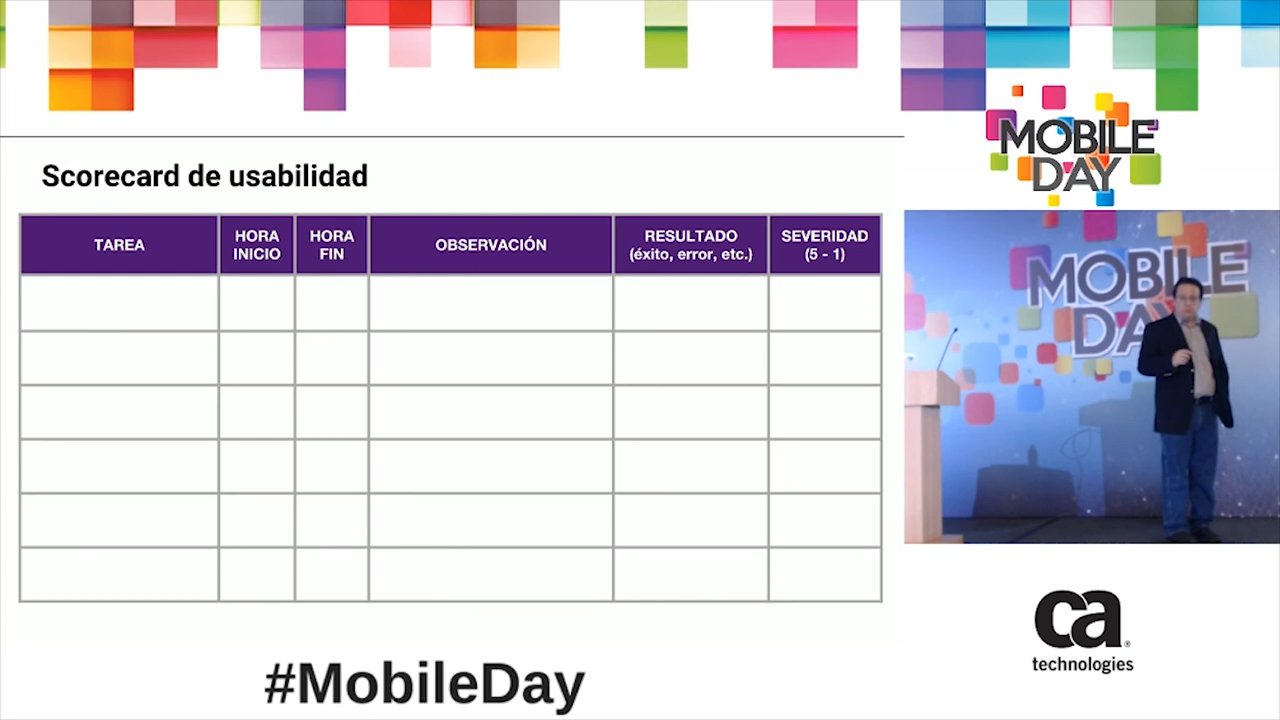 Scorecard de usabilidad
TAREA
HORA
INICIO
HORA
FIN
OBSERVACIÓN
RESULTADO
(éxito, error, etc.)
SEVERIDAD
(5 - 1)
#MobileDay
MOBILE
DAY
MOBILE
DAY
ca
technologies